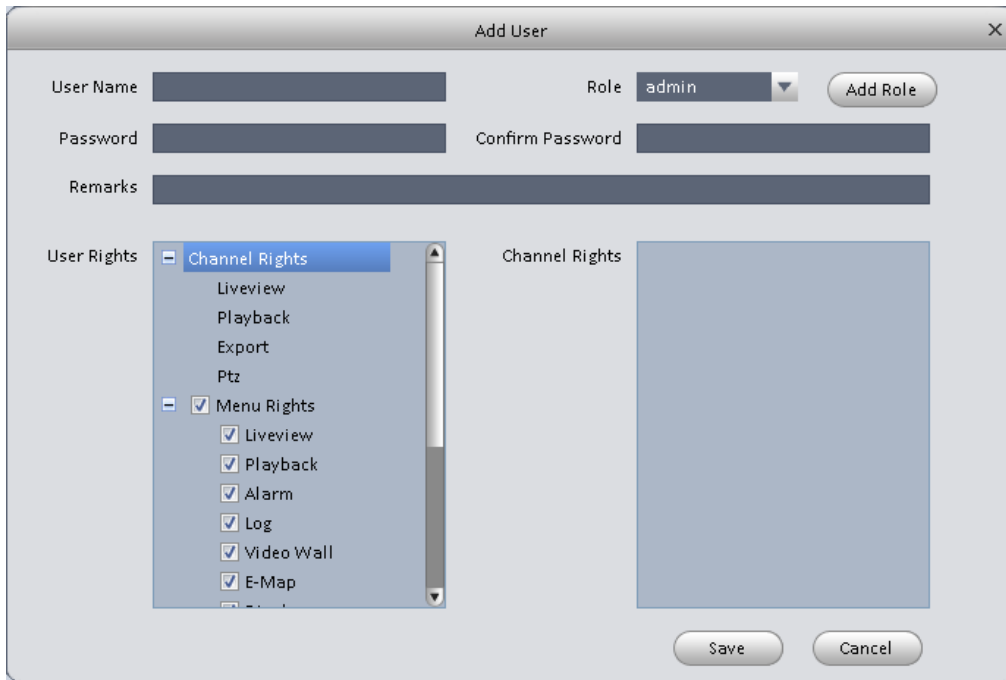 Add User
User Name
Role
admin
Add Role
Password
Confirm Password
Remarks
User Rights
Channel Rights
Liveview
Playback
Export
Ptz
Menu Rights
Liveview
Playback
Alarm
Log
Video Wall
E-Map
Channel Rights
Save
Cancel